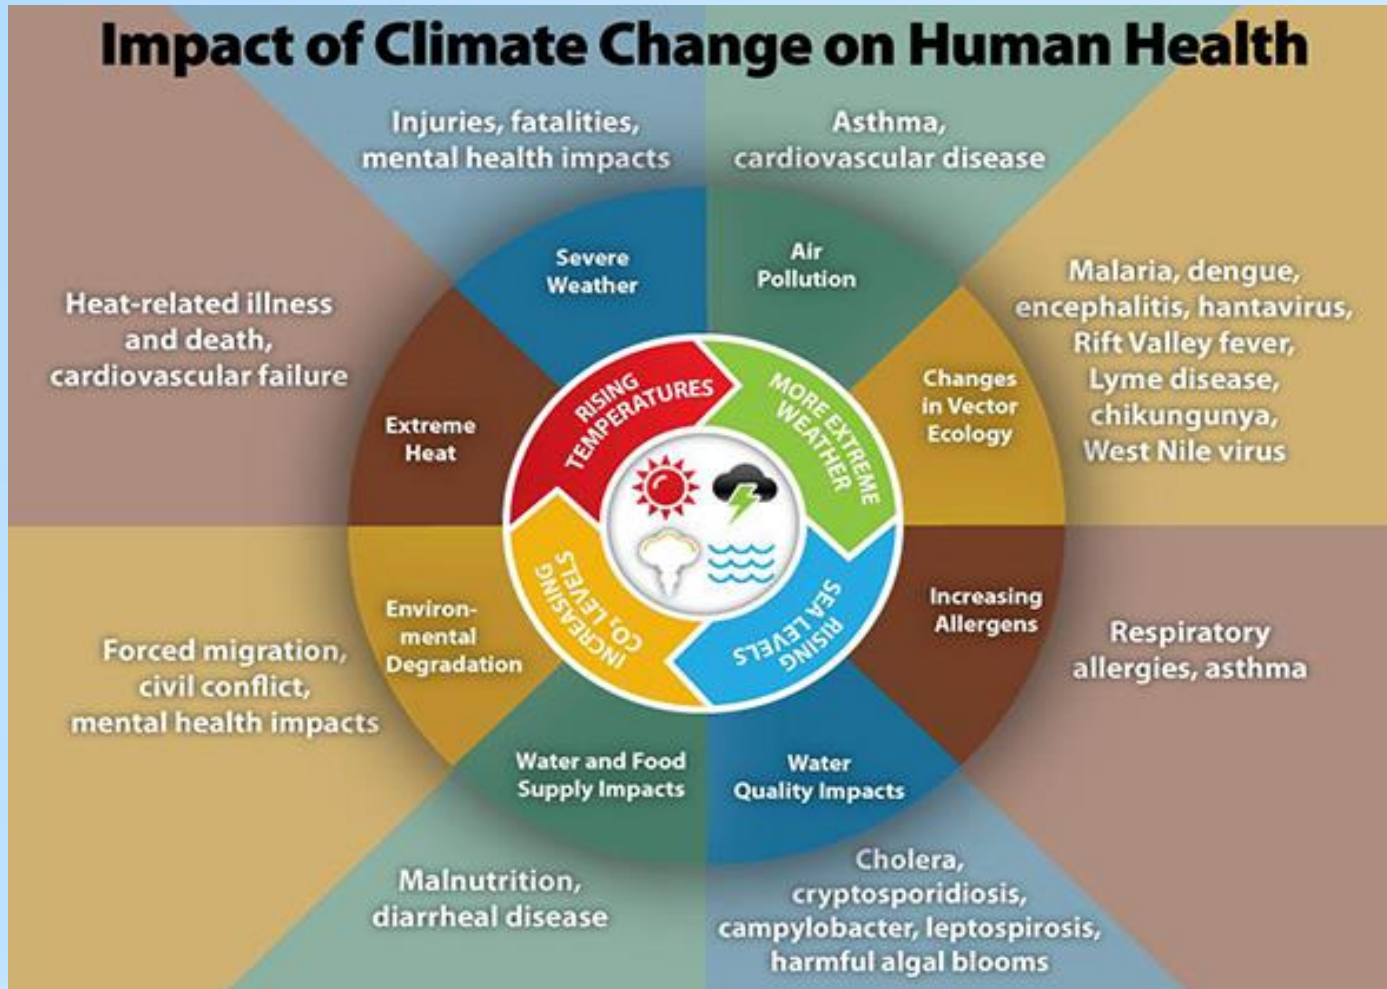 Impact of Climate Change on Human Health
Injuries, fatalities,
mental health impacts
Asthma,
cardiovascular disease
Severe
Weather
Air
Pollution
Heat-related illness
and death,
cardiovascular failure
Malaria, dengue,
encephalitis, hantavirus,
Rift Valley fever,
Lyme disease,
chikungunya,
West Nile virus
Extreme
Heat
Changes
in Vector
Ecology
RISING
TEMPERATURES
MORE EXTREME
WEATHER
INCREASING
CO₂ LEVELS
RISING
SEA LEVELS
Environ-
mental
Degradation
Increasing
Allergens
Forced migration,
civil conflict,
mental health impacts
Respiratory
allergies, asthma
Water and Food
Supply Impacts
Water
Quality Impacts
Malnutrition,
diarrheal disease
Cholera,
cryptosporidiosis,
campylobacter, leptospirosis,
harmful algal blooms